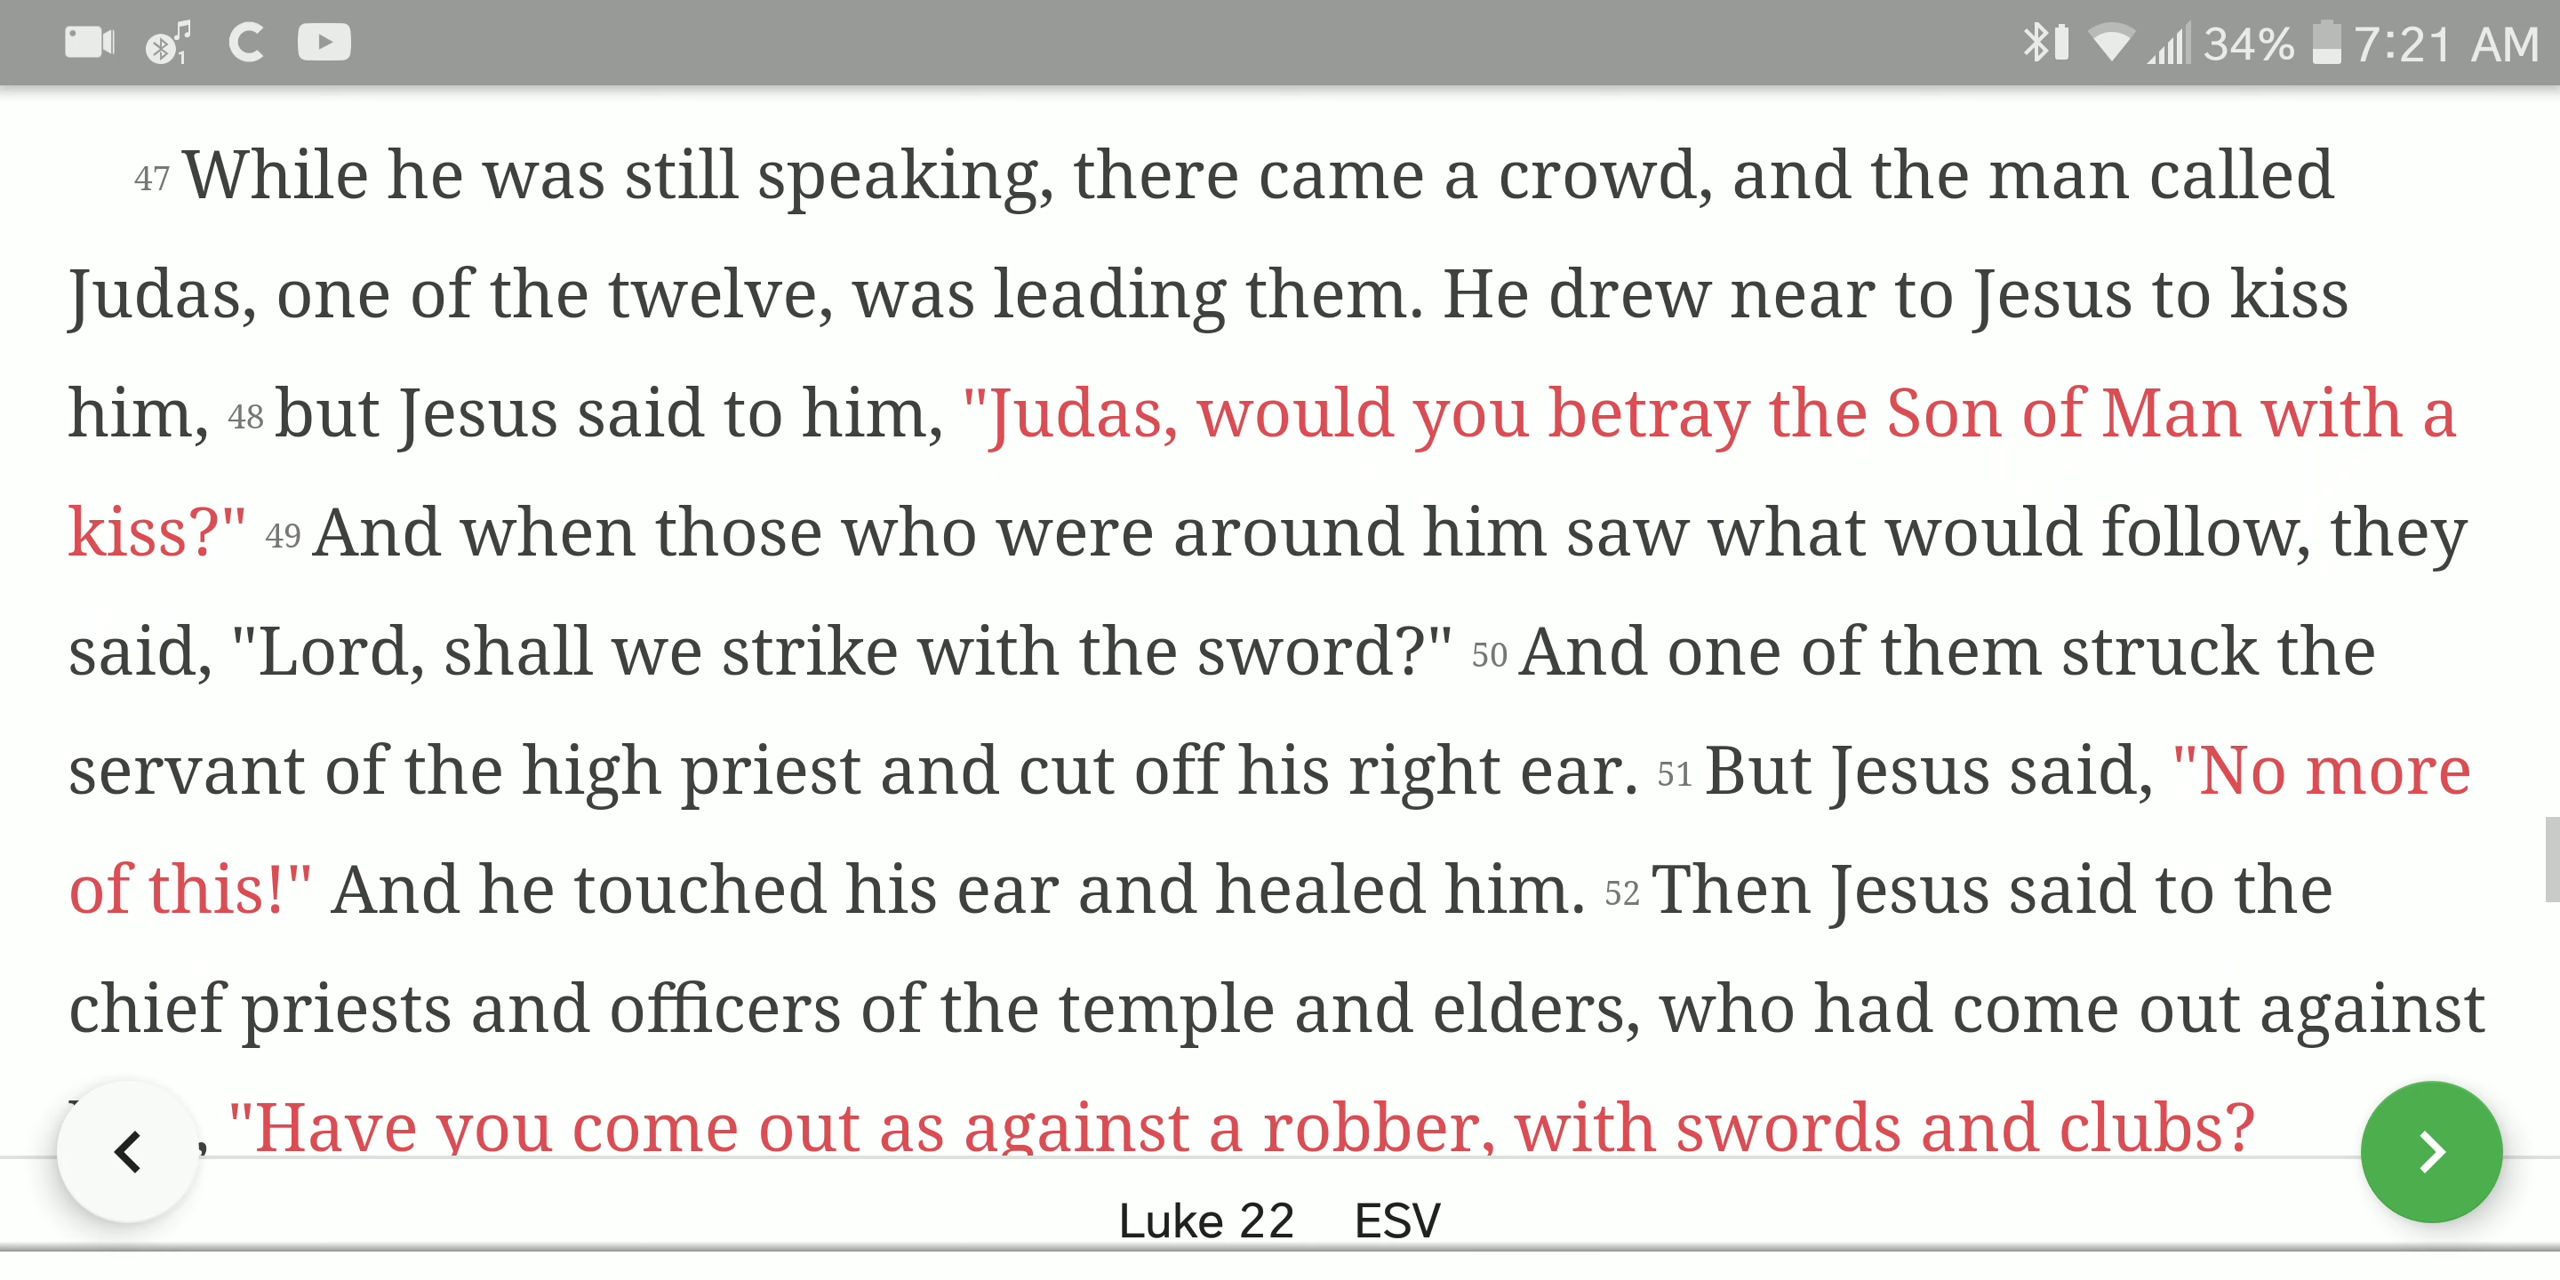 34% 7:21 AM
47 While he was still speaking, there came a crowd, and the man called
Judas, one of the twelve, was leading them. He drew near to Jesus to kiss
him, 48 but Jesus said to him, "Judas, would you betray the Son of Man with a
kiss?" 49 And when those who were around him saw what would follow, they
said, "Lord, shall we strike with the sword?" 50 And one of them struck the
servant of the high priest and cut off his right ear. 51 But Jesus said, "No more
of this!" And he touched his ear and healed him. 52 Then Jesus said to the
chief priests and officers of the temple and elders, who had come out against
, "Have you come out as against a robber, with swords and clubs?
Luke 22 ESV